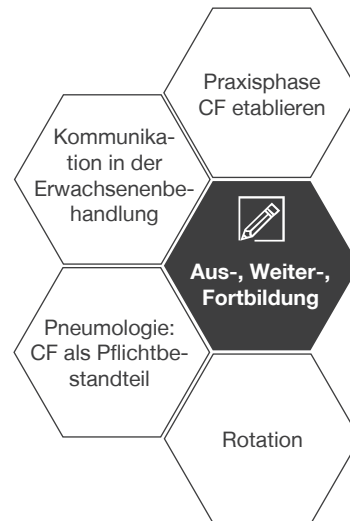 Praxisphase
CF etablieren
Kommunika-
tion in der
Erwachsenenbe-
handlung
Aus-, Weiter-,
Fortbildung
Pneumologie:
CF als Pflichtbe-
standteil
Rotation